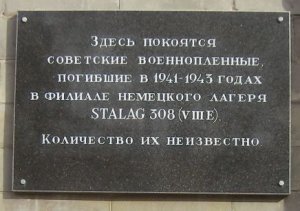 Здесь покоятся
советские военнопленные,
погибшие в 1941-1943 годах
в филиале немецкого лагеря
STALAG 308 (VIII E).
Количество их неизвестно